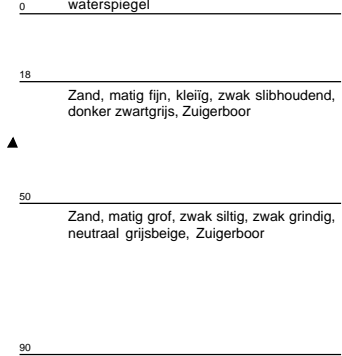 waterspiegel
0
18
Zand, matig fijn, kleiïg, zwak slibhoudend,
donker zwartgrijs, Zuigerboor
50
Zand, matig grof, zwak siltig, zwak grindig,
neutraal grijsbeige, Zuigerboor
90